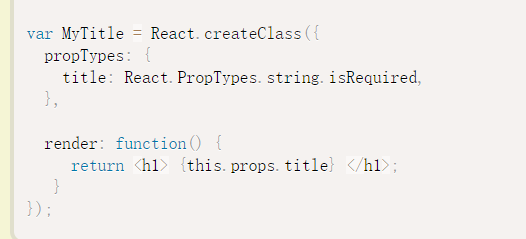 var MyTitle = React.createClass({
  propTypes: {
    title: React.PropTypes.string.isRequired,
  },

  render: function() {
     return <h1> {this.props.title} </h1>;
   }
});